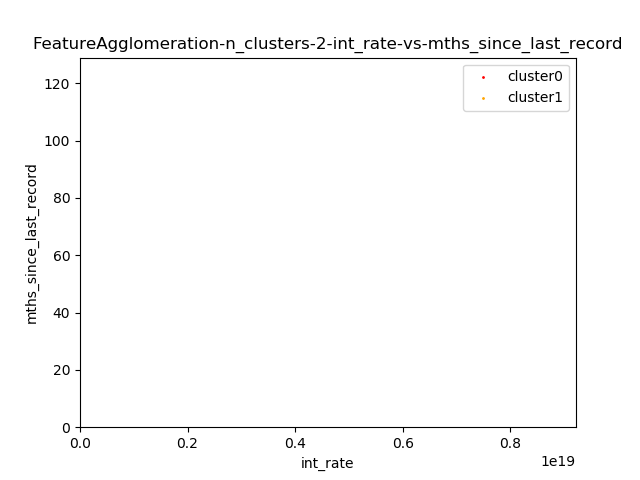 FeatureAgglomeration-n_clusters-2-int_rate-vs-mths_since_last_record
cluster0
cluster1
120
100
80
60
40
20
0
mths_since_last_record
0.0 0.2 0.4 0.6 0.8
1e19
int_rate